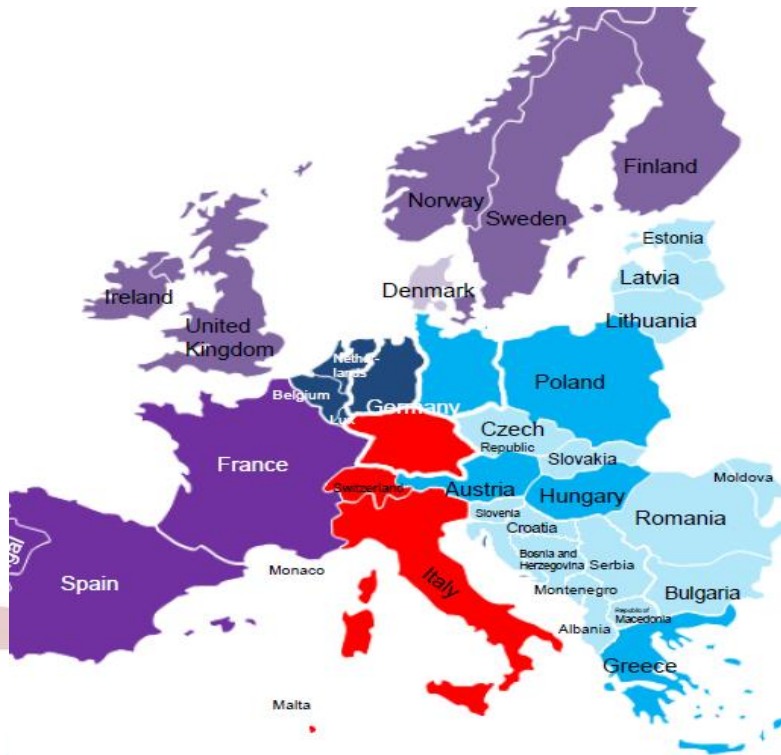 Finland
Norway
Sweden
Estonia
Latvia
Denmark
Ireland
Lithuania
United
Kingdom
Nether-
lands
Poland
Belgium
Germany
Lux
Czech
Republic
France
Slovakia
Moldova
Switzerland
Austria
Hungary
Slovenia
Romania
Croatia
Bosnia and
Herzegovina
Serbia
Monaco
Italy
Spain
Montenegro
Bulgaria
Republic of
Macedonia
Albania
Greece
Malta